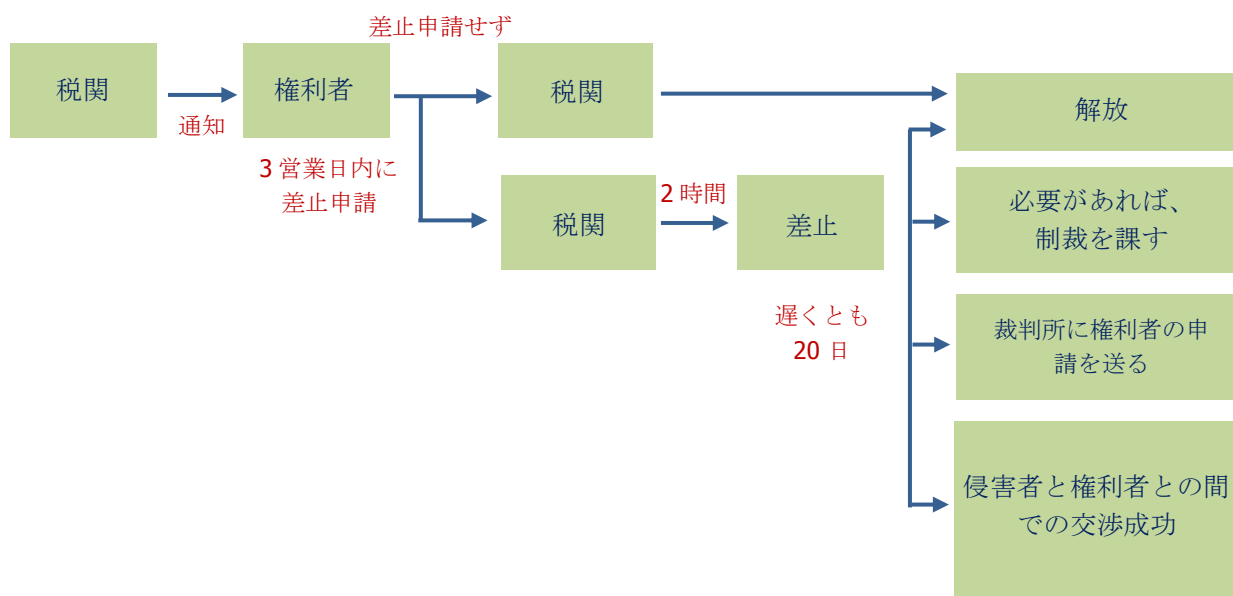 差止申請せず
税関
通知
権利者
税関
解放
3 営業日内に
差止申請
税関
2 時間
差止
必要があれば、
制裁を課す
遅くとも
20 日
裁判所に権利者の申
請を送る
侵害者と権利者との間
での交渉成功